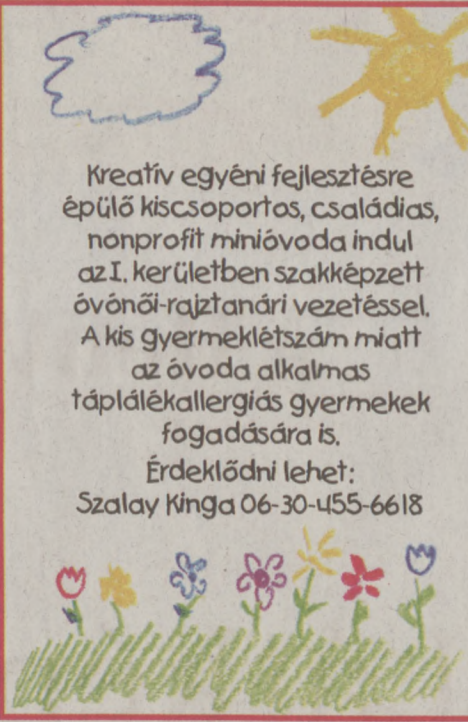 Kreatív egyéni fejlesztésre
épülő kiscsoportos, családias,
nonprofit minióvoda indul
az I. kerületben szakképzett
óvónői-rajztanári vezetéssel.
A kis gyermeklétszám miatt
az óvoda alkalmas
táplálékallergiás gyermekek
fogadására is.
Érdeklődni lehet:
Szalay Kinga 06-30-455-6618